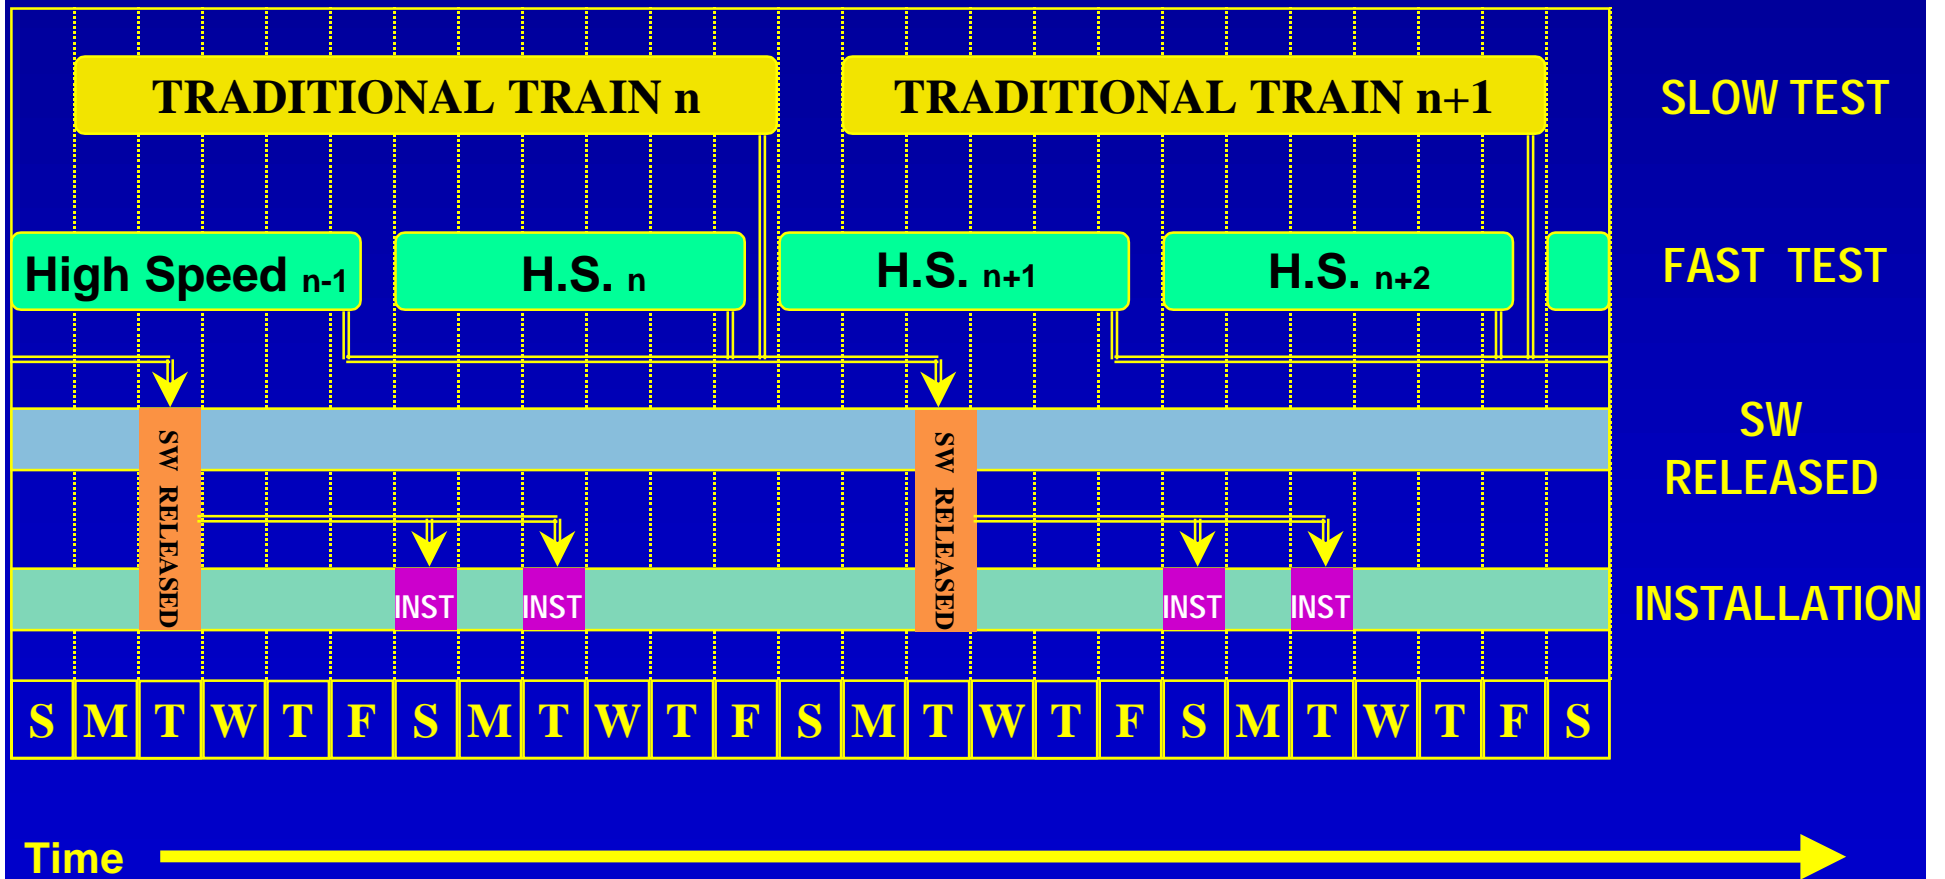 TRADITIONAL TRAIN n
TRADITIONAL TRAIN n+1
SLOW TEST
High Speed n-1
H.S. n
H.S. n+1
H.S. n+2
FAST TEST
SW RELEASED
SW RELEASED
SW
RELEASED
INST
INST
INST
INST
INSTALLATION
S M T W T F S M T W T F S M T W T F S M T W T F S
Time